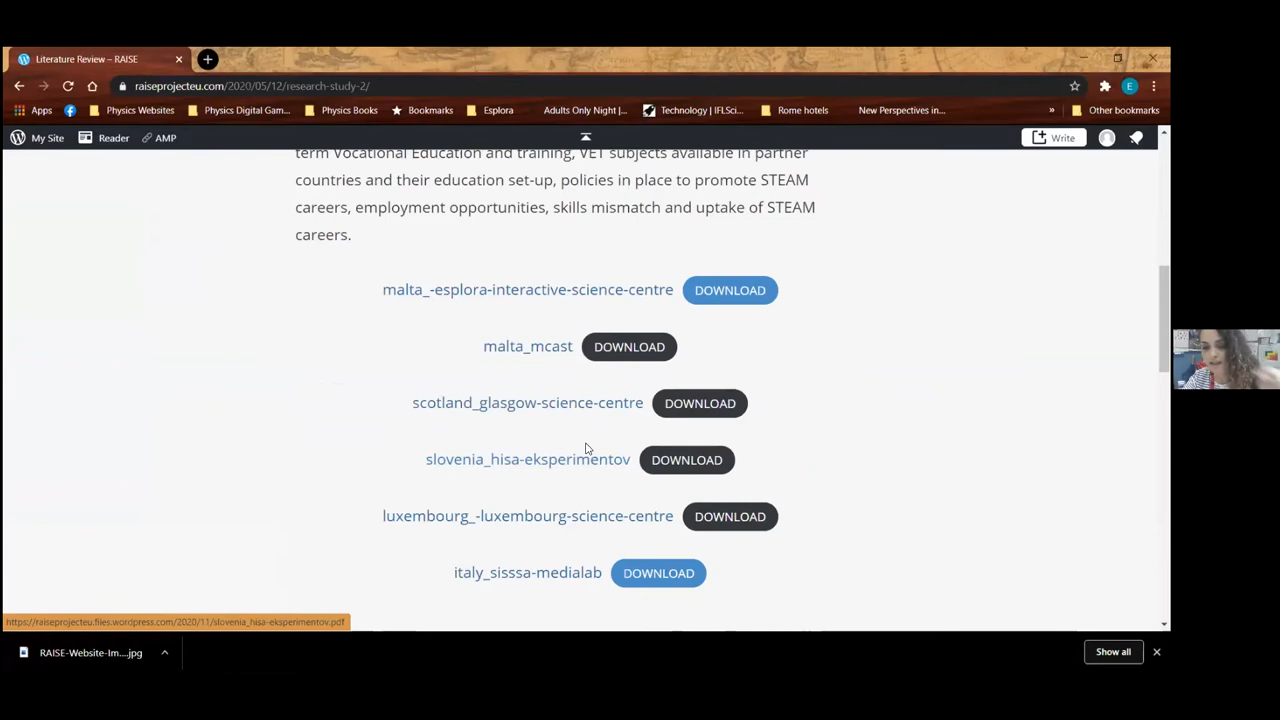 Literature Review – RAISE
raiseprojecteu.com/2020/05/12/research-study-2/
Apps Physics Websites Physics Digital Gam... Physics Books Bookmarks Esplora Adults Only Night |... Technology | IFLSci... Rome hotels New Perspectives in... » Other bookmarks
My Site Reader AMP Write
term Vocational Education and training, VET subjects available in partner
countries and their education set-up, policies in place to promote STEAM
careers, employment opportunities, skills mismatch and uptake of STEAM
careers.
malta_-esplora-interactive-science-centre DOWNLOAD
malta_mcast DOWNLOAD
scotland_glasgow-science-centre DOWNLOAD
slovenia_hisa-eksperimentov DOWNLOAD
luxembourg_-luxembourg-science-centre DOWNLOAD
italy_sisssa-medialab DOWNLOAD
https://raiseprojecteu.files.wordpress.com/2020/11/slovenia_hisa-eksperimentov.pdf
RAISE-Website-Im....jpg Show all